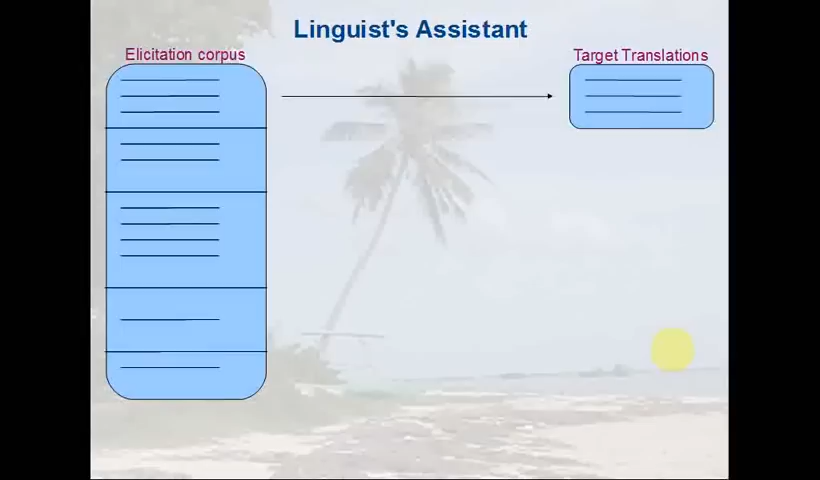 Linguist's Assistant
Elicitation corpus
Target Translations